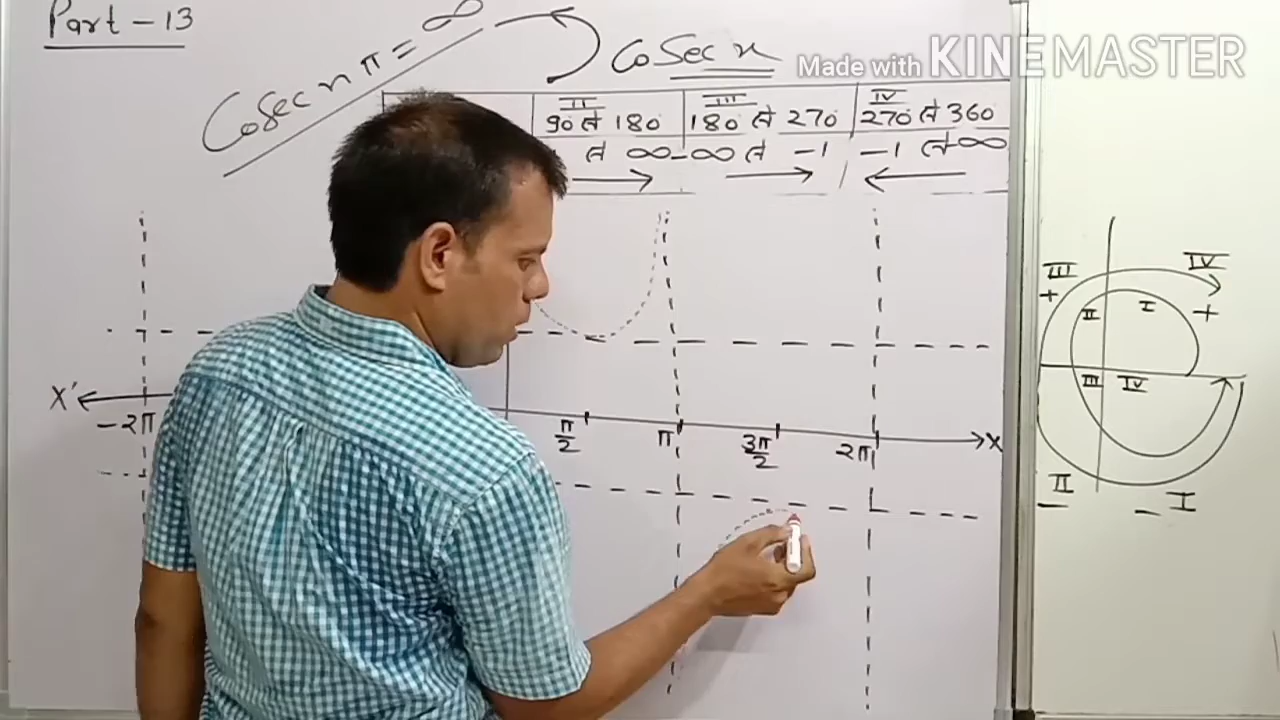 Part - 13
Cosec nπ = ∞
Cosec x
Made with KINEMASTER
II III IV
90 से 180 180 से 270 270 से 360
से ∞ -∞ से -1 -1 से -∞
X' X
-2π π/2 π 3π/2 2π
III IV
+ II I +
III IV
II I
- -